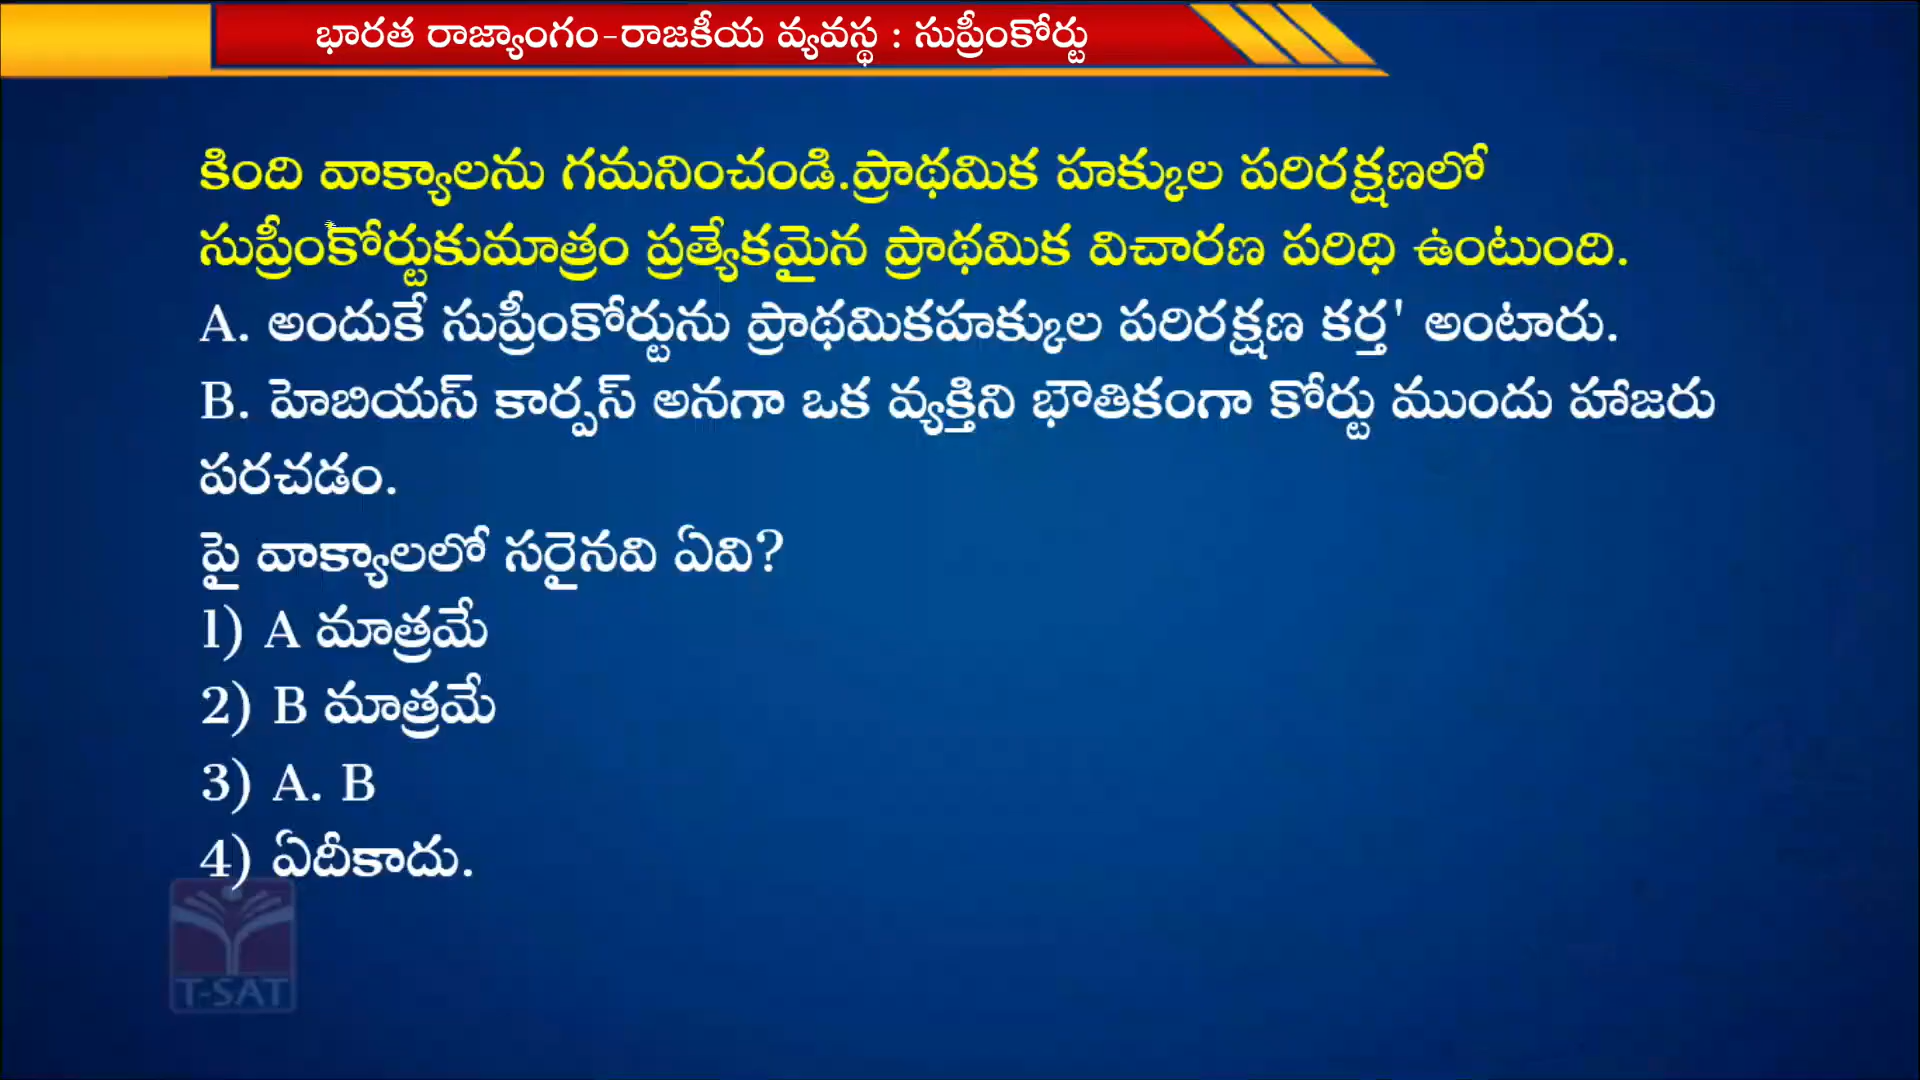 భారత రాజ్యాంగం-రాజకీయ వ్యవస్థ : సుప్రీంకోర్టు
కింది వాక్యాలను గమనించండి.ప్రాథమిక హక్కుల పరిరక్షణలో
సుప్రీంకోర్టుకుమాత్రం ప్రత్యేకమైన ప్రాథమిక విచారణ పరిధి ఉంటుంది.
A. అందుకే సుప్రీంకోర్టును ప్రాథమికహక్కుల పరిరక్షణ కర్త' అంటారు.
B. హెబియస్ కార్పస్ అనగా ఒక వ్యక్తిని భౌతికంగా కోర్టు ముందు హాజరు
పరచడం.
పై వాక్యాలలో సరైనవి ఏవి?
1) A మాత్రమే
2) B మాత్రమే
3) A. B
4) ఏదీకాదు.
T-SAT